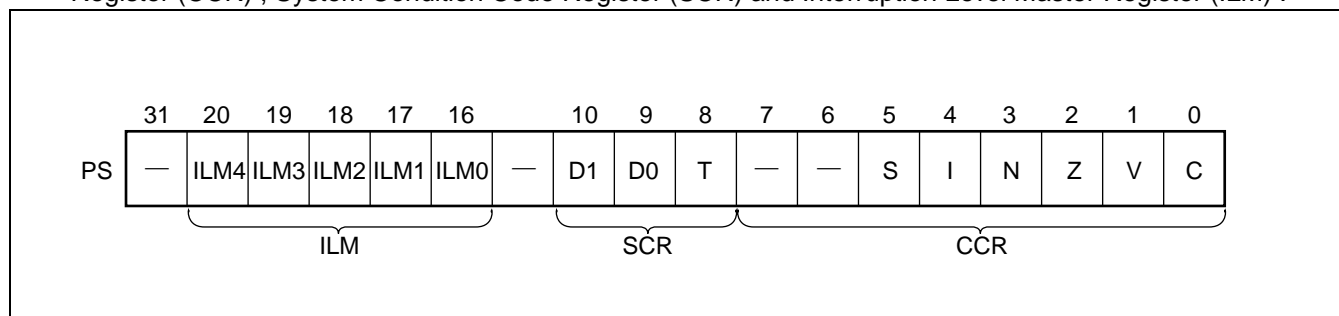 Register (CCR) , System Condition Code Register (SCR) and Interruption Level Master Register (ILM) .
31 20 19 18 17 16 10 9 8 7 6 5 4 3 2 1 0
PS — ILM4 ILM3 ILM2 ILM1 ILM0 — D1 D0 T — — S I N Z V C
ILM SCR CCR